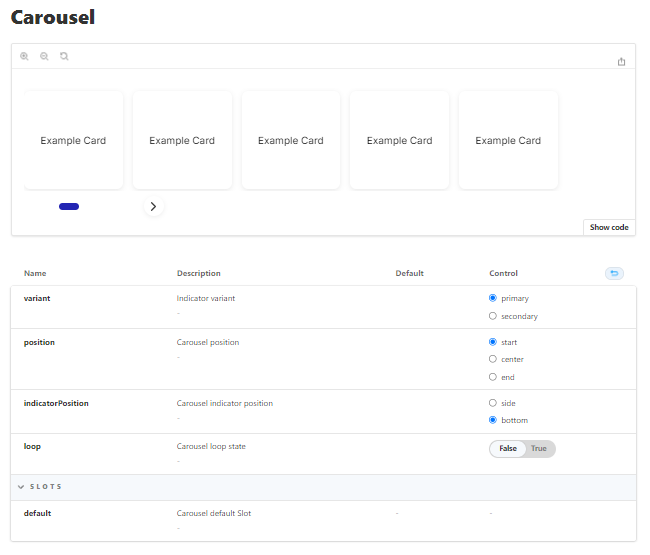 Carousel
Example Card Example Card Example Card Example Card Example Card
Show code
Name Description Default Control
variant Indicator variant primary
- secondary
position Carousel position start
- center
end
indicatorPosition Carousel indicator position side
- bottom
loop Carousel loop state False True
-
SLOTS
default Carousel default Slot - -
-